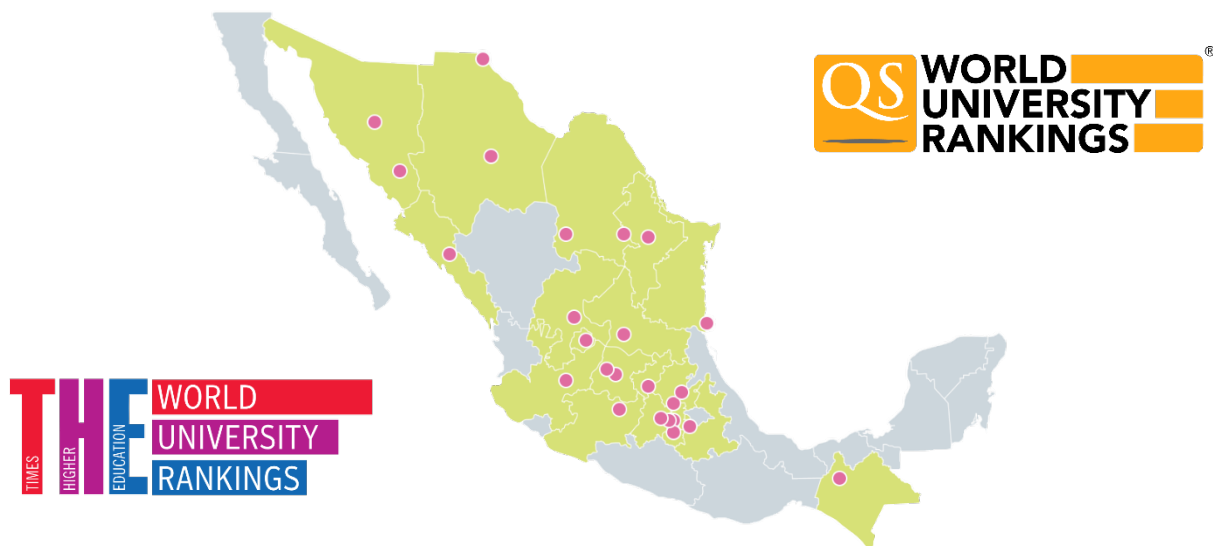 QS WORLD
UNIVERSITY
RANKINGS
®
THE
TIMES
HIGHER
EDUCATION
WORLD
UNIVERSITY
RANKINGS